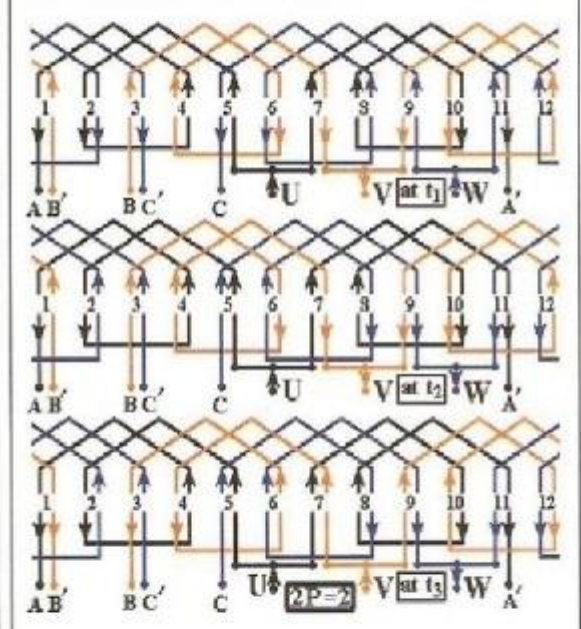 1 2 3 4 5 6 7 8 9 10 11 12
A B' B C' C U V at t1 W A'
1 2 3 4 5 6 7 8 9 10 11 12
A B' B C' C U V at t2 W A'
1 2 3 4 5 6 7 8 9 10 11 12
A B' B C' C U 2P=2 V at t3 W A'